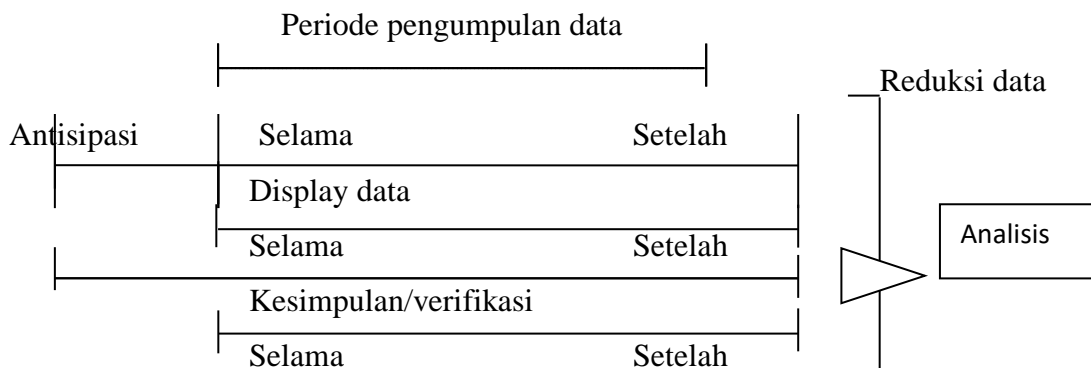 Periode pengumpulan data
Reduksi data
Antisipasi Selama Setelah
Display data
Selama Setelah
Analisis
Kesimpulan/verifikasi
Selama Setelah